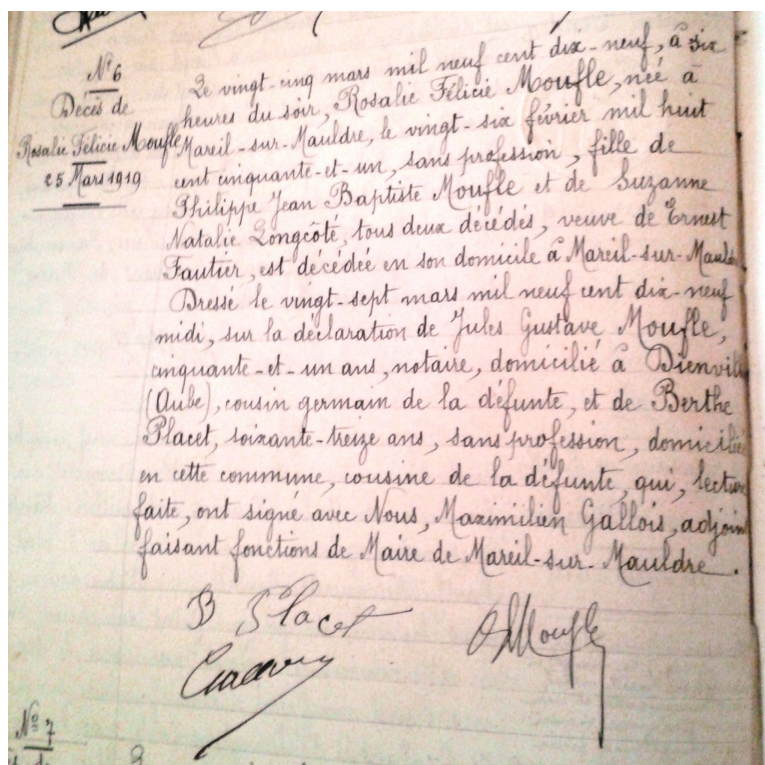 N° 6
Décès de
Rosalie Félicie Moufle
25 Mars 1919
Le vingt-cinq mars mil neuf cent dix-neuf, à six
heures du soir, Rosalie Félicie Moufle, née à
Mareil-sur-Mauldre, le vingt-six février mil huit
cent cinquante-et-un, sans profession, fille de
Philippe Jean Baptiste Moufle et de Suzanne
Natalie Longcôté, tous deux décédés, veuve de Ernest
Fautier, est décédée en son domicile à Mareil-sur-Mauld
Dressé le vingt-sept mars mil neuf cent dix-neuf
midi, sur la déclaration de Jules Gustave Moufle,
cinquante-et-un ans, notaire, domicilié à Dienvill
(Aube), cousin germain de la défunte, et de Berthe
Placet, soixante-treize ans, sans profession, domicilié
en cette commune, cousine de la défunte, qui, lecture
faite, ont signé avec Nous, Maximilien Gallois, adjoin
faisant fonctions de Maire de Mareil-sur-Mauldre.
B Placet
Moufle
N° 7